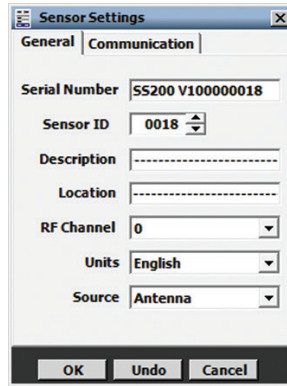 Sensor Settings
General Communication
Serial Number SS200 V100000018
Sensor ID 0018
Description ------------------------
Location ------------------------
RF Channel 0
Units English
Source Antenna
OK Undo Cancel